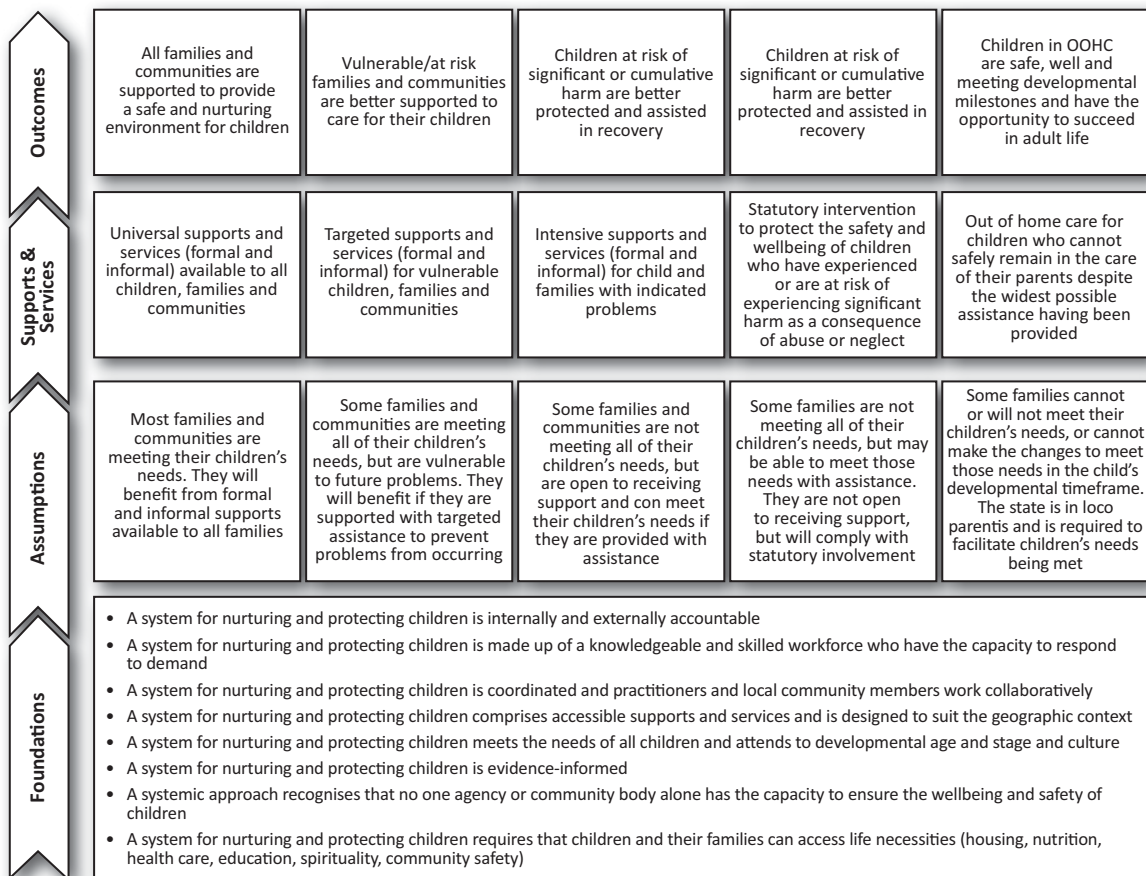 Outcomes
All families and
communities are
supported to provide
a safe and nurturing
environment for children
Vulnerable/at risk
families and communities
are better supported to
care for their children
Children at risk of
significant or cumulative
harm are better
protected and assisted
in recovery
Children at risk of
significant or cumulative
harm are better
protected and assisted in
recovery
Children in OOHC
are safe, well and
meeting developmental
milestones and have the
opportunity to succeed
in adult life
Supports &
Services
Universal supports and
services (formal and
informal) available to all
children, families and
communities
Targeted supports and
services (formal and
informal) for vulnerable
children, families and
communities
Intensive supports and
services (formal and
informal) for child and
families with indicated
problems
Statutory intervention
to protect the safety and
wellbeing of children
who have experienced
or are at risk of
experiencing significant
harm as a consequence
of abuse or neglect
Out of home care for
children who cannot
safely remain in the care
of their parents despite
the widest possible
assistance having been
provided
Assumptions
Most families and
communities are
meeting their children's
needs. They will
benefit from formal
and informal supports
available to all families
Some families and
communities are meeting
all of their children's
needs, but are vulnerable
to future problems. They
will benefit if they are
supported with targeted
assistance to prevent
problems from occurring
Some families and
communities are not
meeting all of their
children's needs, but
are open to receiving
support and con meet
their children's needs if
they are provided with
assistance
Some families are not
meeting all of their
children's needs, but may
be able to meet those
needs with assistance.
They are not open
to receiving support,
but will comply with
statutory involvement
Some families cannot
or will not meet their
children's needs, or cannot
make the changes to meet
those needs in the child's
developmental timeframe.
The state is in loco
parentis and is required to
facilitate children's needs
being met
Foundations
• A system for nurturing and protecting children is internally and externally accountable
• A system for nurturing and protecting children is made up of a knowledgeable and skilled workforce who have the capacity to respond
to demand
• A system for nurturing and protecting children is coordinated and practitioners and local community members work collaboratively
• A system for nurturing and protecting children comprises accessible supports and services and is designed to suit the geographic context
• A system for nurturing and protecting children meets the needs of all children and attends to developmental age and stage and culture
• A system for nurturing and protecting children is evidence-informed
• A systemic approach recognises that no one agency or community body alone has the capacity to ensure the wellbeing and safety of
children
• A system for nurturing and protecting children requires that children and their families can access life necessities (housing, nutrition,
health care, education, spirituality, community safety)